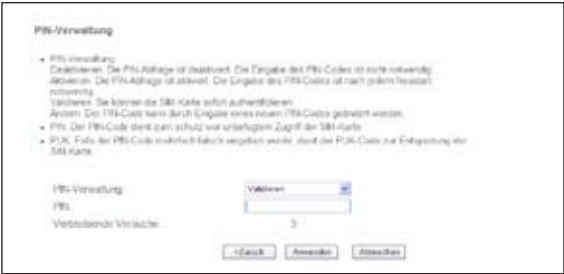 PIN-Verwaltung
• PIN-Verwaltung
Deaktivieren: Die PIN-Abfrage ist deaktiviert. Die Eingabe des PIN-Codes ist nicht notwendig.
Aktivieren: Die PIN-Abfrage ist aktiviert. Die Eingabe des PIN-Codes ist nach jedem Neustart
notwendig.
Validieren: Sie können die SIM-Karte sofort authentifizieren.
Ändern: Der PIN-Code kann durch Eingabe eines neuen PIN-Codes geändert werden.
• PIN: Der PIN-Code dient zum schutz vor unbefugtem Zugriff der SIM-Karte.
• PUK: Falls der PIN-Code mehrfach falsch eingeben wurde, dient der PUK-Code zur Entsperrung der
SIM-Karte.
PIN-Verwaltung: Validieren
PIN:
Verbleibende Versuche: 3
<Zurück Anwenden Abbrechen